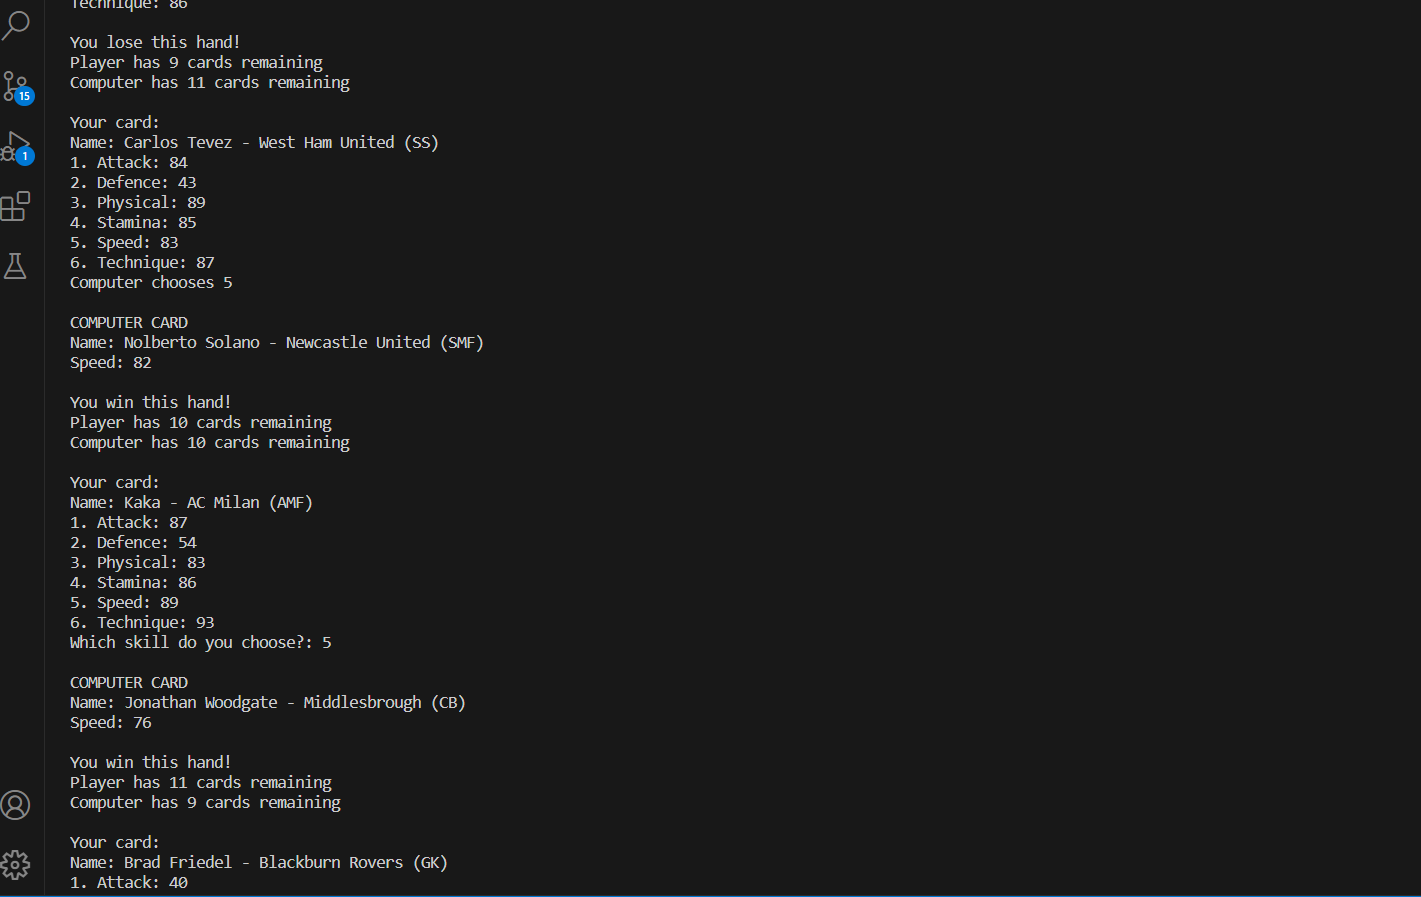 Technique: 86
You lose this hand!
Player has 9 cards remaining
Computer has 11 cards remaining
Your card:
Name: Carlos Tevez - West Ham United (SS)
1. Attack: 84
2. Defence: 43
3. Physical: 89
4. Stamina: 85
5. Speed: 83
6. Technique: 87
Computer chooses 5
COMPUTER CARD
Name: Nolberto Solano - Newcastle United (SMF)
Speed: 82
You win this hand!
Player has 10 cards remaining
Computer has 10 cards remaining
Your card:
Name: Kaka - AC Milan (AMF)
1. Attack: 87
2. Defence: 54
3. Physical: 83
4. Stamina: 86
5. Speed: 89
6. Technique: 93
Which skill do you choose?: 5
COMPUTER CARD
Name: Jonathan Woodgate - Middlesbrough (CB)
Speed: 76
You win this hand!
Player has 11 cards remaining
Computer has 9 cards remaining
Your card:
Name: Brad Friedel - Blackburn Rovers (GK)
1. Attack: 40
15
1